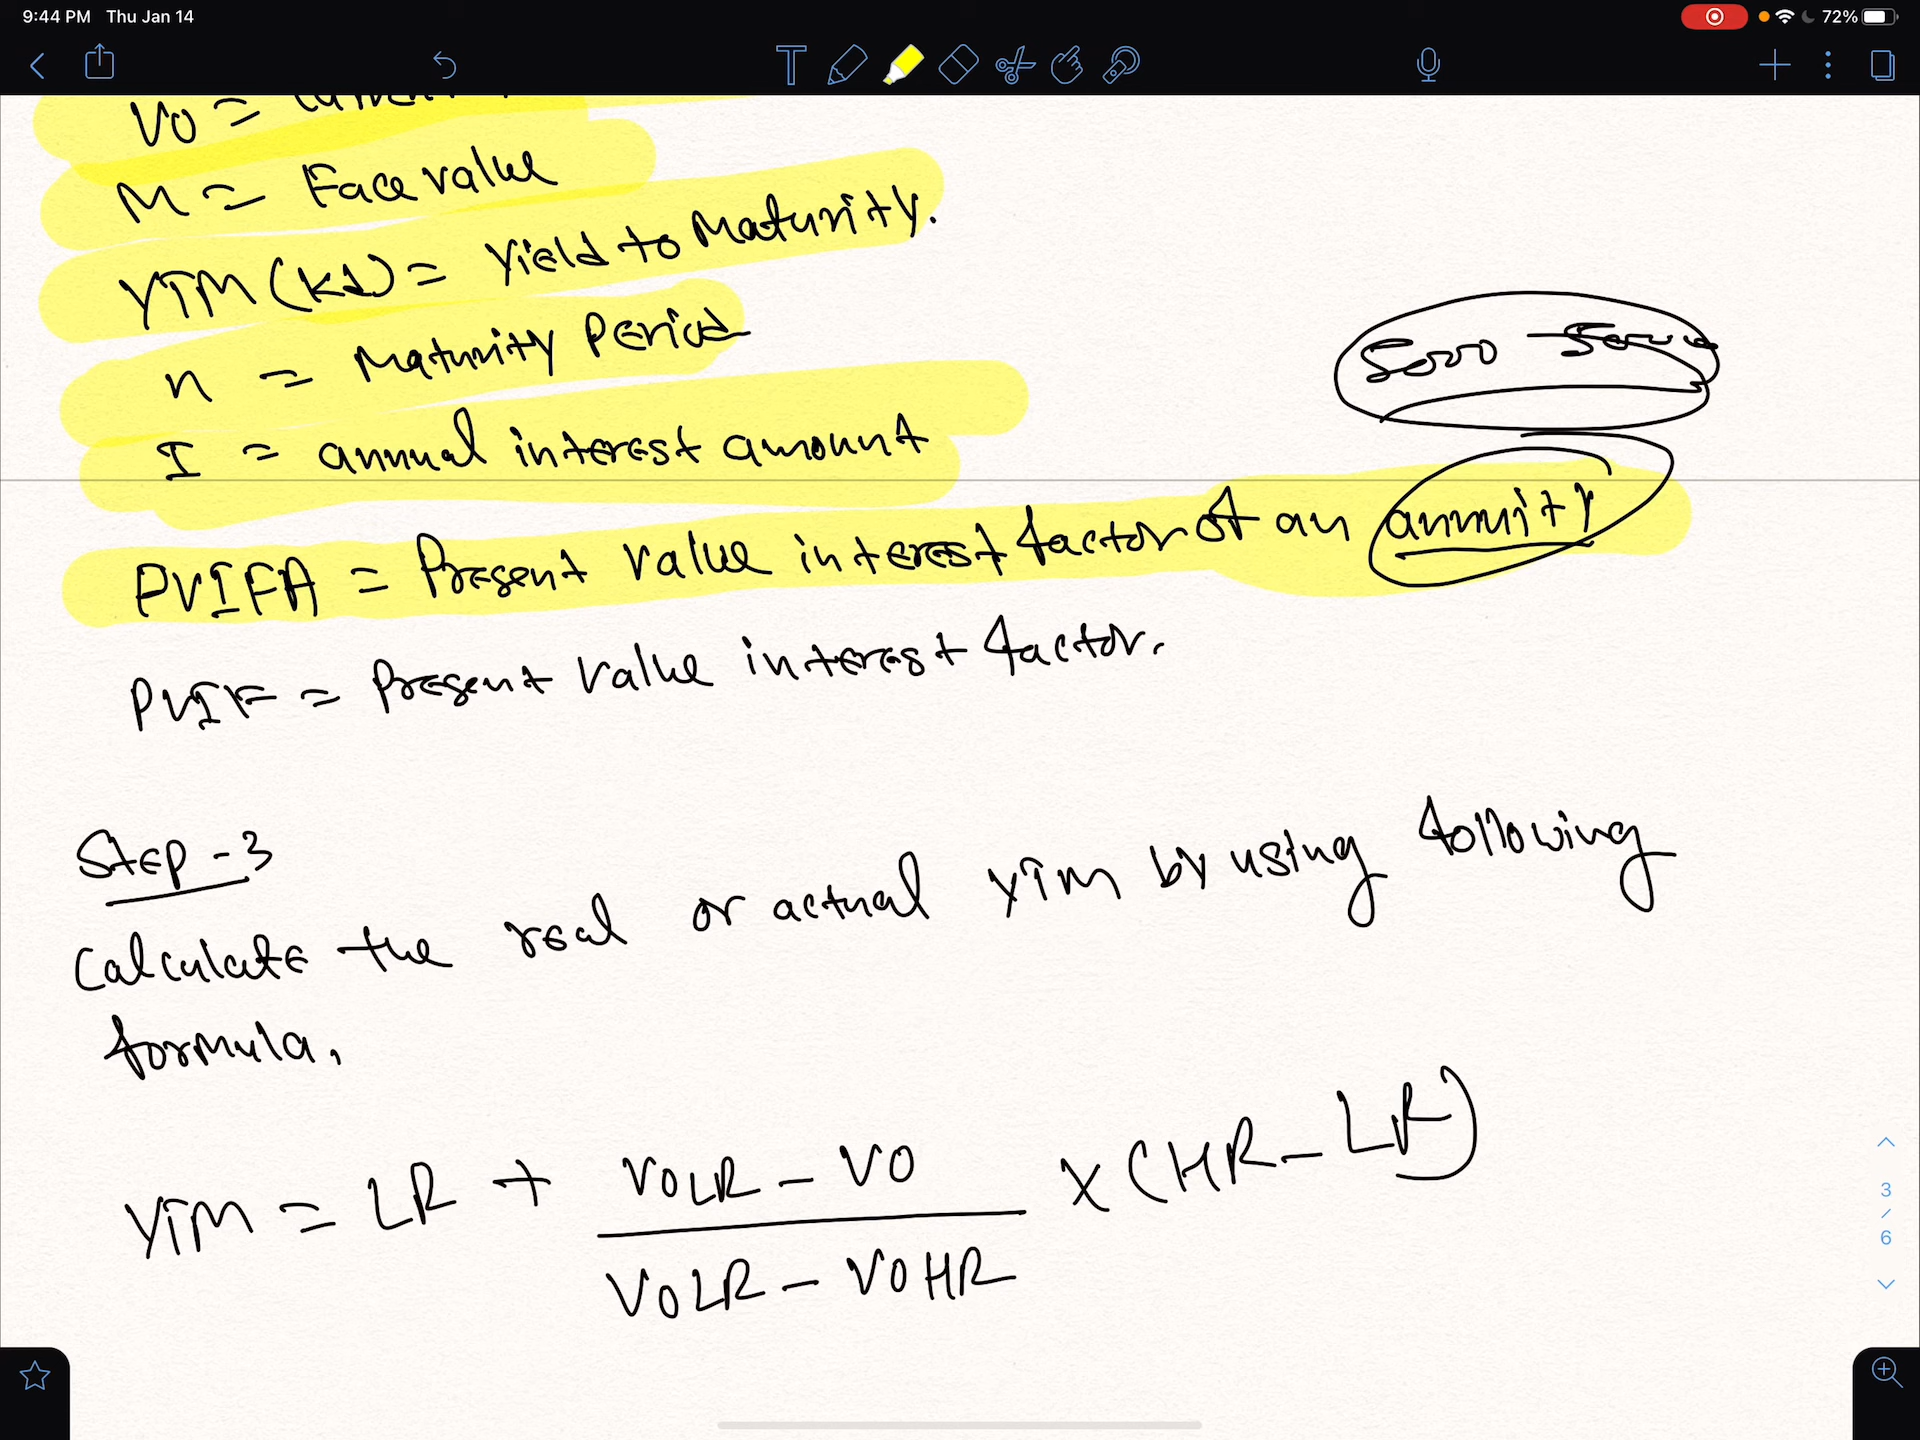 9:44 PM Thu Jan 14
72%
V0 =
M = Face value
YTM (kd) = Yield to Maturity.
n = Maturity Period
I = annual interest amount
5000 -
PVIFA = Present value interest factor of an annuity
PVIF = Present value interest factor.
Step - 3
Calculate the real or actual YTM by using following
formula,
YTM = LR + VOLR - VO × (HR - LR)
VOLR - VOHR
3
6